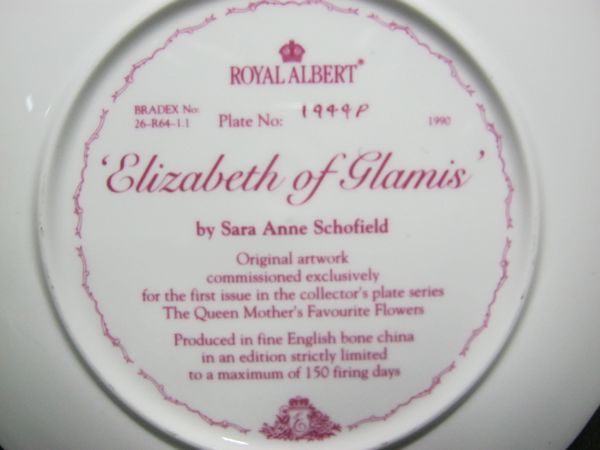 ROYAL ALBERT®
BRADEX No:
26-R64-1.1
Plate No: 1944P
1990
'Elizabeth of Glamis'
by Sara Anne Schofield
Original artwork
commissioned exclusively
for the first issue in the collector's plate series
The Queen Mother's Favourite Flowers
Produced in fine English bone china
in an edition strictly limited
to a maximum of 150 firing days
E